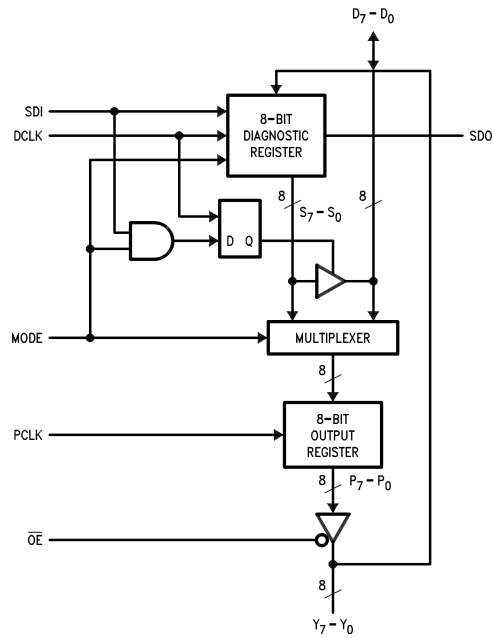 D7 – D0
SDI
DCLK
8-BIT
DIAGNOSTIC
REGISTER
SDO
8
S7 – S0
8
D Q
MODE
MULTIPLEXER
8
PCLK
8-BIT
OUTPUT
REGISTER
8
P7 – P0
O̅E̅
8
Y7 – Y0